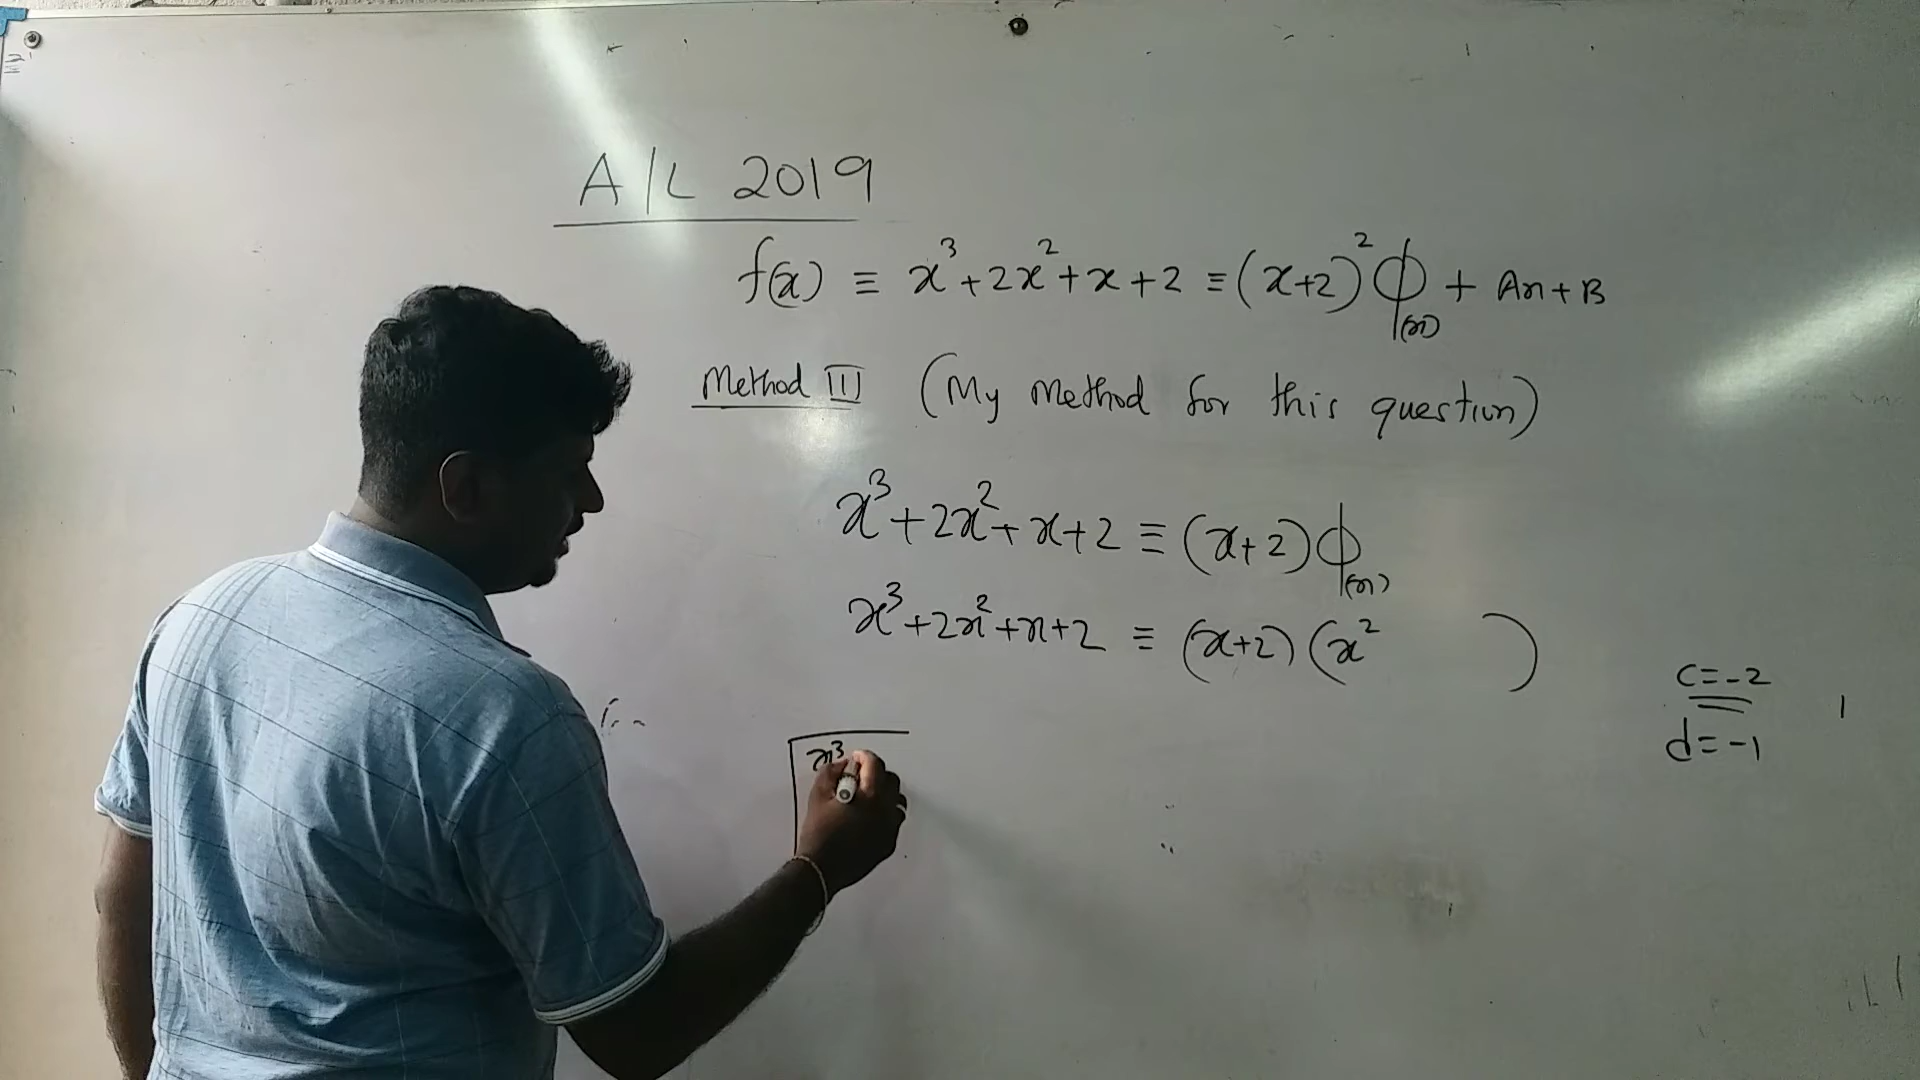 A/L 2019
f(x) ≡ x³+2x²+x+2 ≡ (x+2)²ϕ(x) + Ax+B
Method III (My Method for this question)
x³+2x²+x+2 ≡ (x+2)ϕ(x)
x³+2x²+x+2 ≡ (x+2)(x² )
c=-2
d=-1
x³